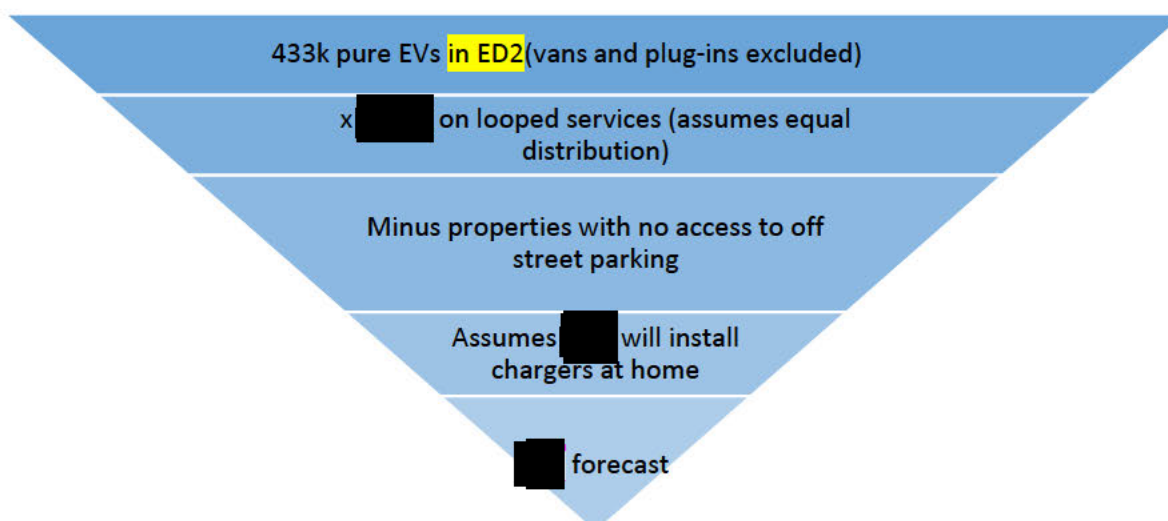 433k pure EVs in ED2(vans and plug-ins excluded)
x on looped services (assumes equal
distribution)
Minus properties with no access to off
street parking
Assumes will install
chargers at home
forecast